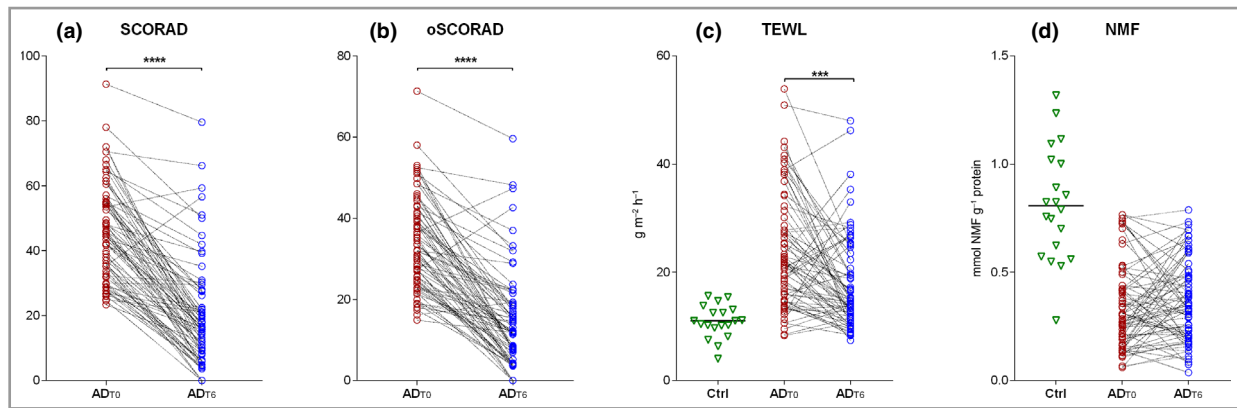 (a) SCORAD
****
100
80
60
40
20
0
ADT0 ADT6
(b) oSCORAD
****
80
60
40
20
0
ADT0 ADT6
(c) TEWL
***
g m⁻² h⁻¹
60
40
20
0
Ctrl ADT0 ADT6
(d) NMF
mmol NMF g⁻¹ protein
1.5
1.0
0.5
0.0
Ctrl ADT0 ADT6